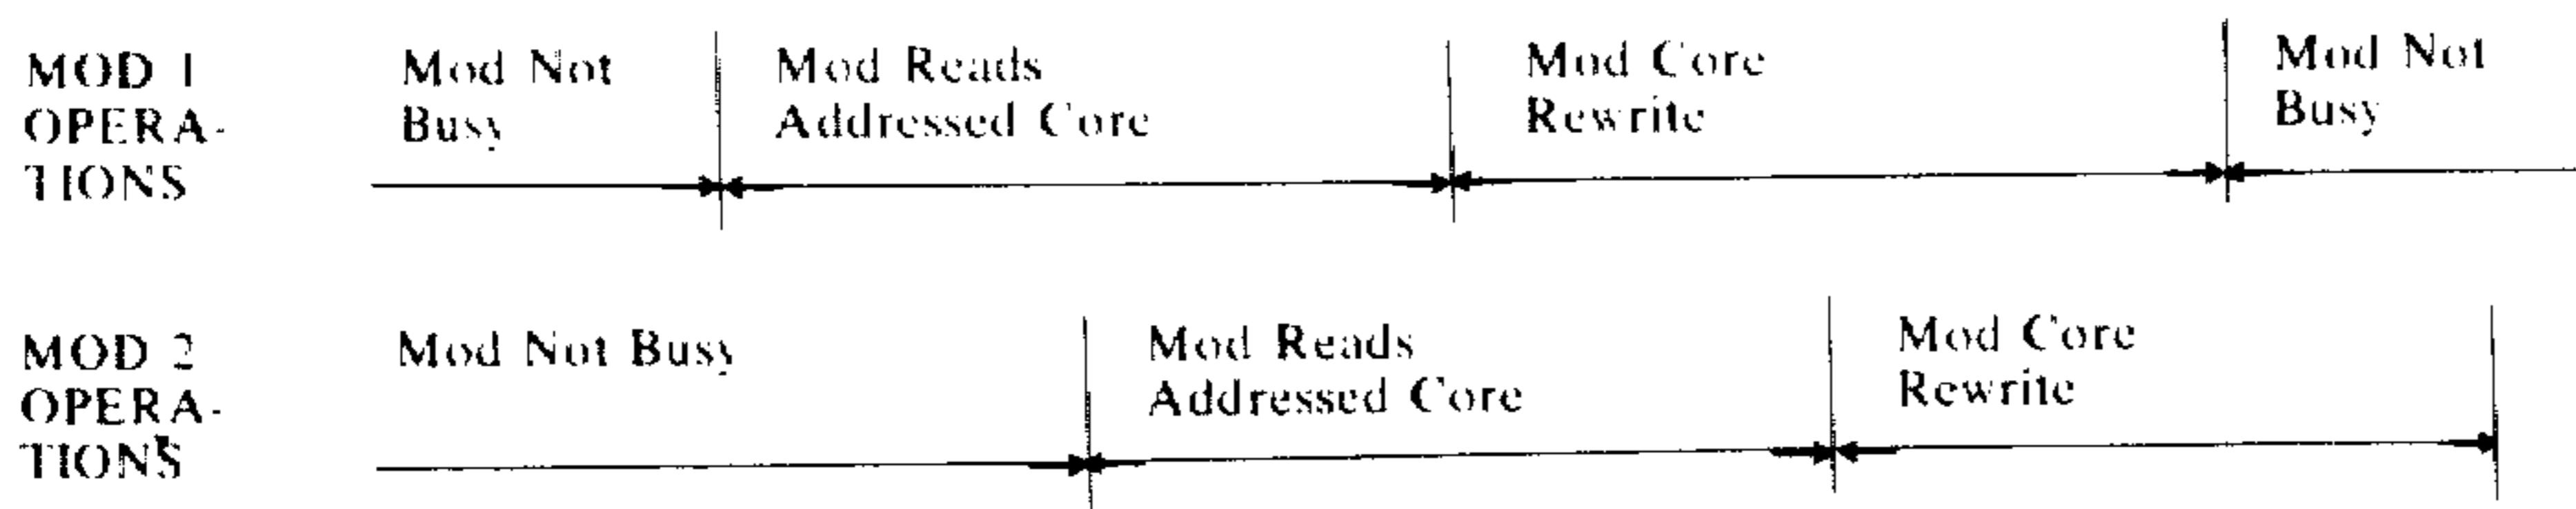 MOD 1
OPERA-
TIONS
Mod Not
Busy
Mod Reads
Addressed Core
Mod Core
Rewrite
Mod Not
Busy
MOD 2
OPERA-
TIONS
Mod Not Busy
Mod Reads
Addressed Core
Mod Core
Rewrite